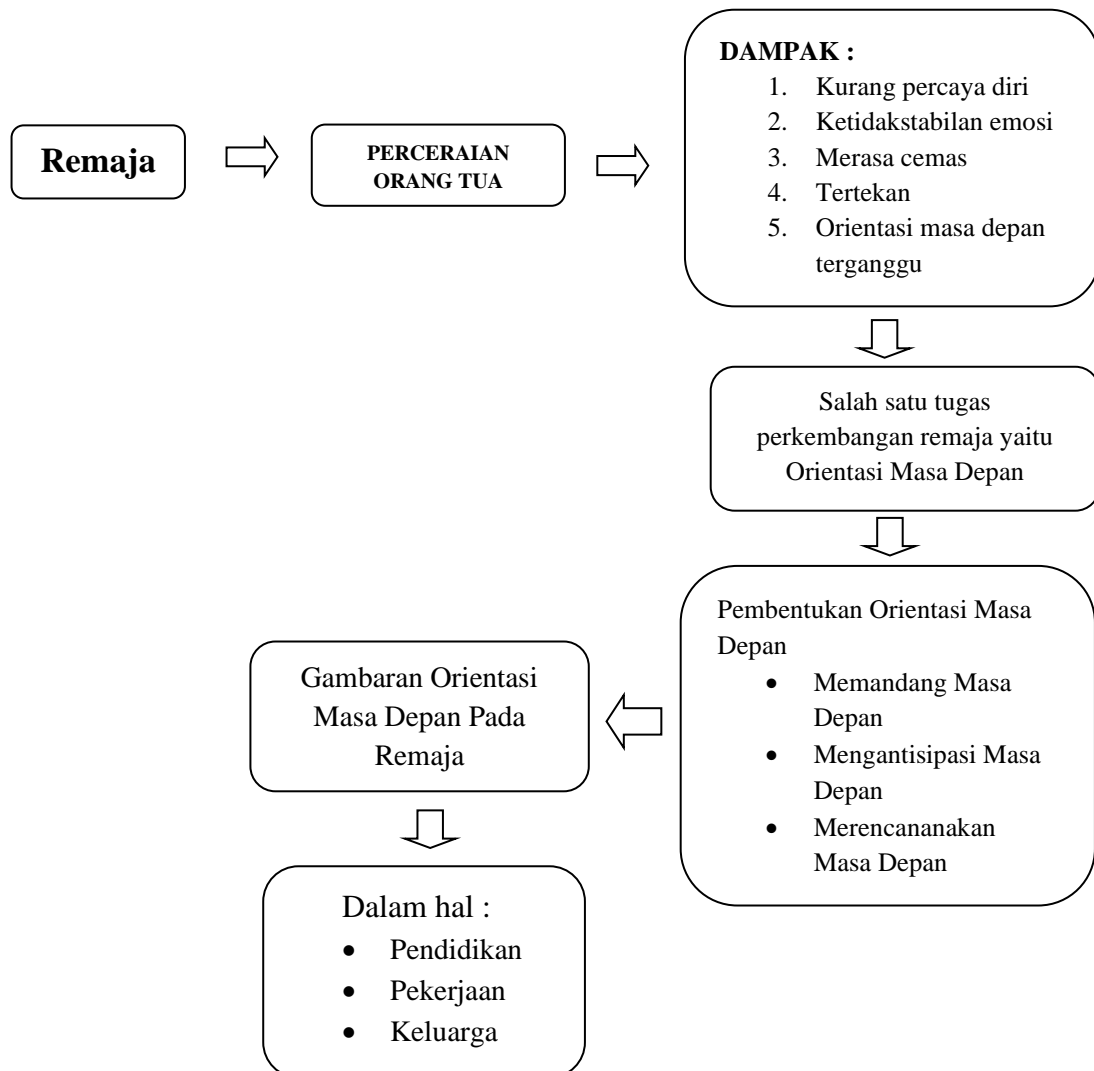 Remaja
PERCERAIAN
ORANG TUA
DAMPAK :
1. Kurang percaya diri
2. Ketidakstabilan emosi
3. Merasa cemas
4. Tertekan
5. Orientasi masa depan
terganggu
Salah satu tugas
perkembangan remaja yaitu
Orientasi Masa Depan
Pembentukan Orientasi Masa
Depan
• Memandang Masa
Depan
• Mengantisipasi Masa
Depan
• Merencananakan
Masa Depan
Gambaran Orientasi
Masa Depan Pada
Remaja
Dalam hal :
• Pendidikan
• Pekerjaan
• Keluarga